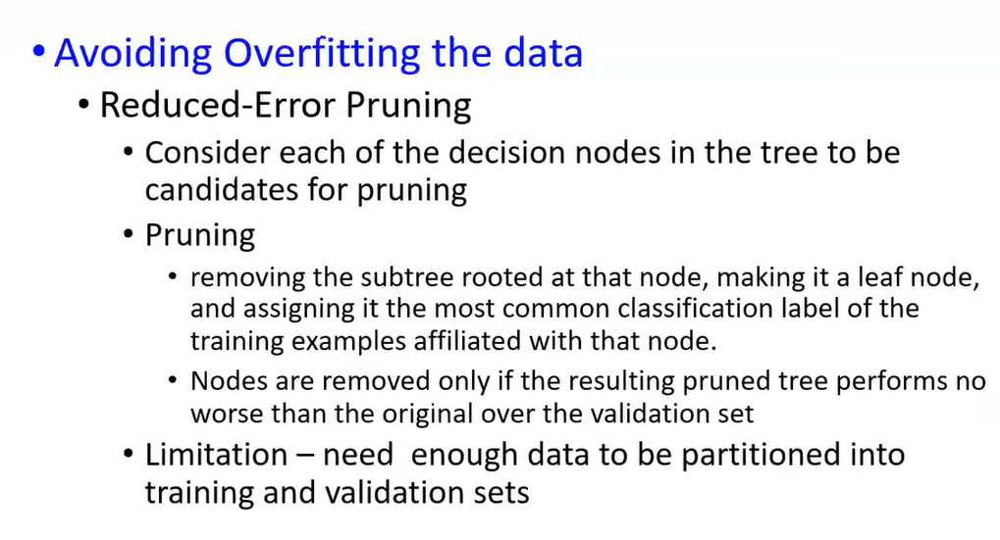 • Avoiding Overfitting the data
• Reduced-Error Pruning
• Consider each of the decision nodes in the tree to be
candidates for pruning
• Pruning
• removing the subtree rooted at that node, making it a leaf node,
and assigning it the most common classification label of the
training examples affiliated with that node.
• Nodes are removed only if the resulting pruned tree performs no
worse than the original over the validation set
• Limitation – need  enough data to be partitioned into
training and validation sets